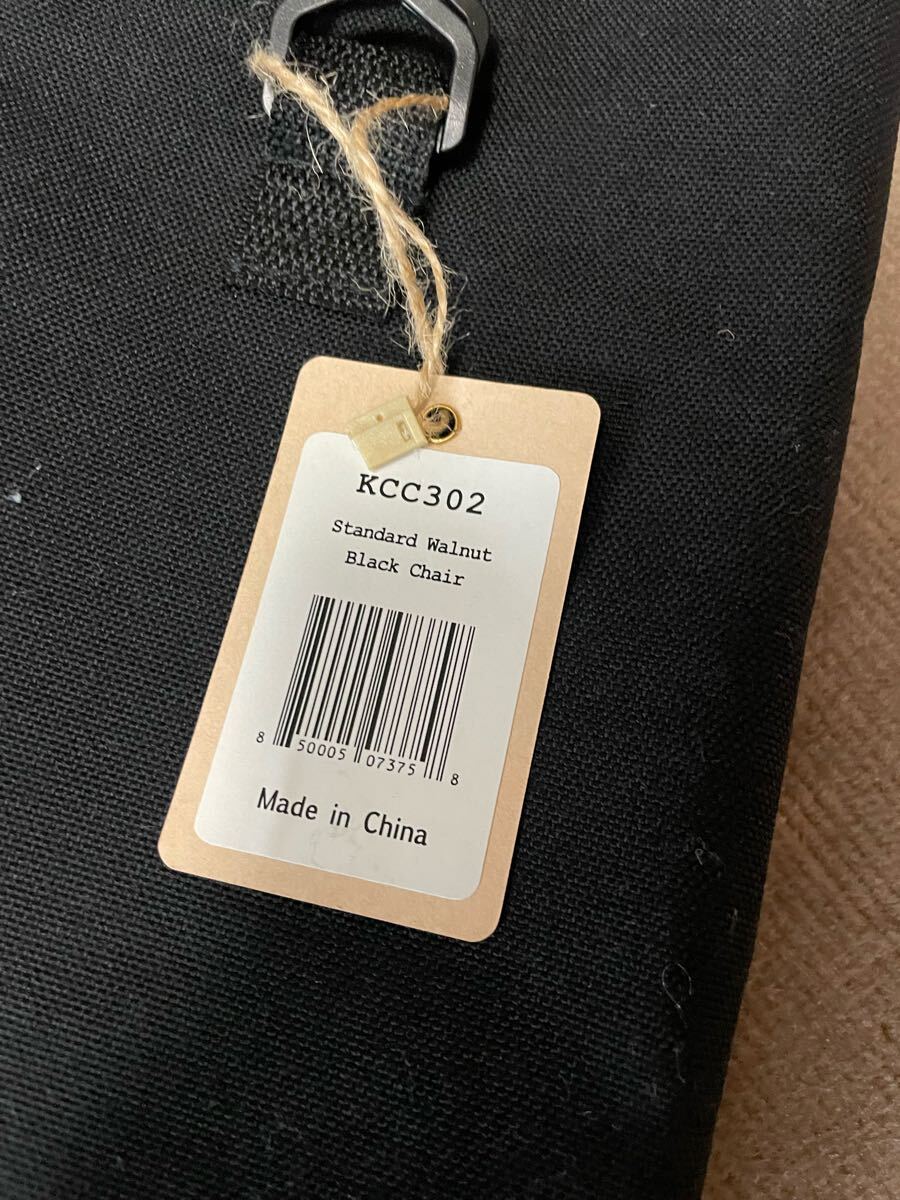 KCC302
Standard Walnut
Black Chair
8 50005 07375 8
Made in China